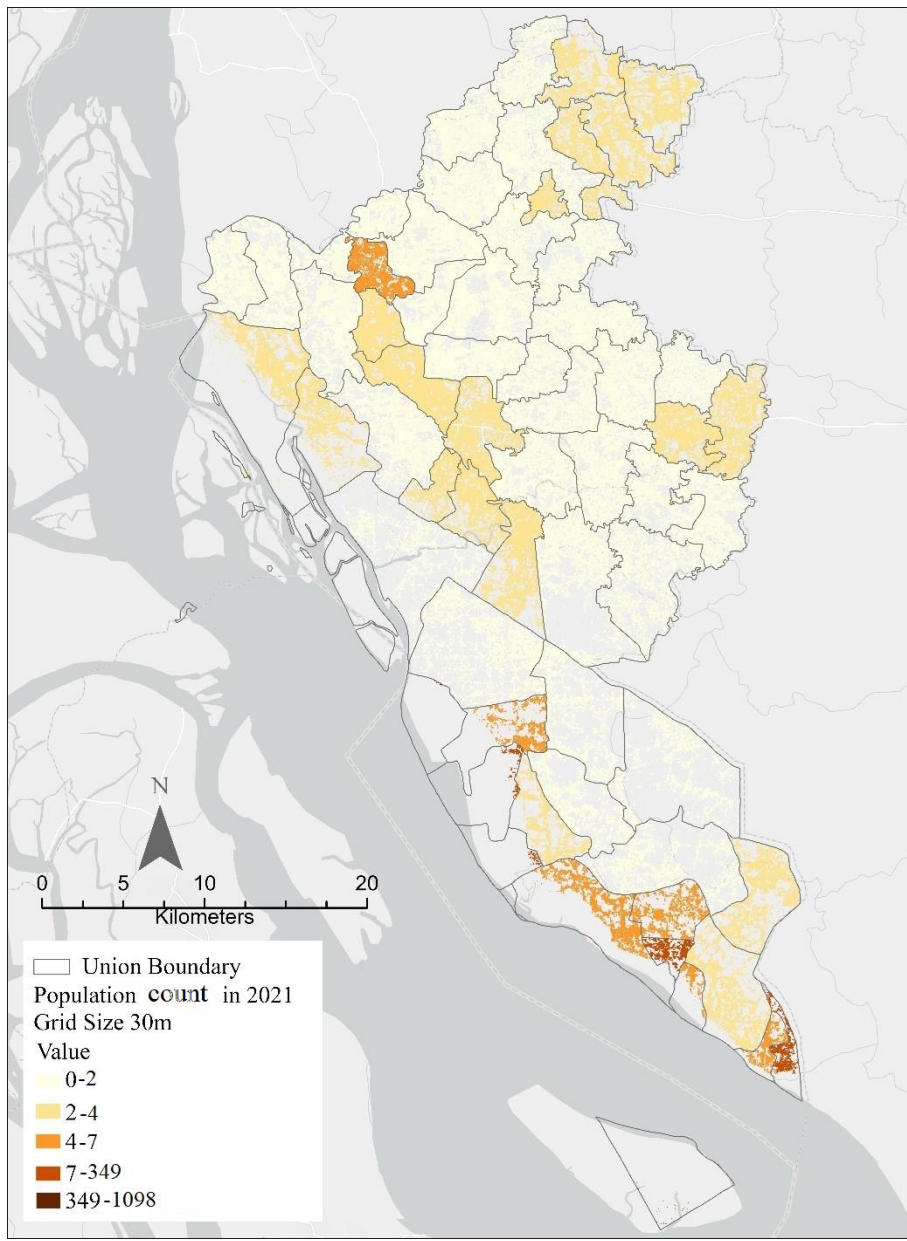 N
0 5 10 20
Kilometers
Union Boundary
Population count in 2021
Grid Size 30m
Value
0-2
2-4
4-7
7-349
349-1098